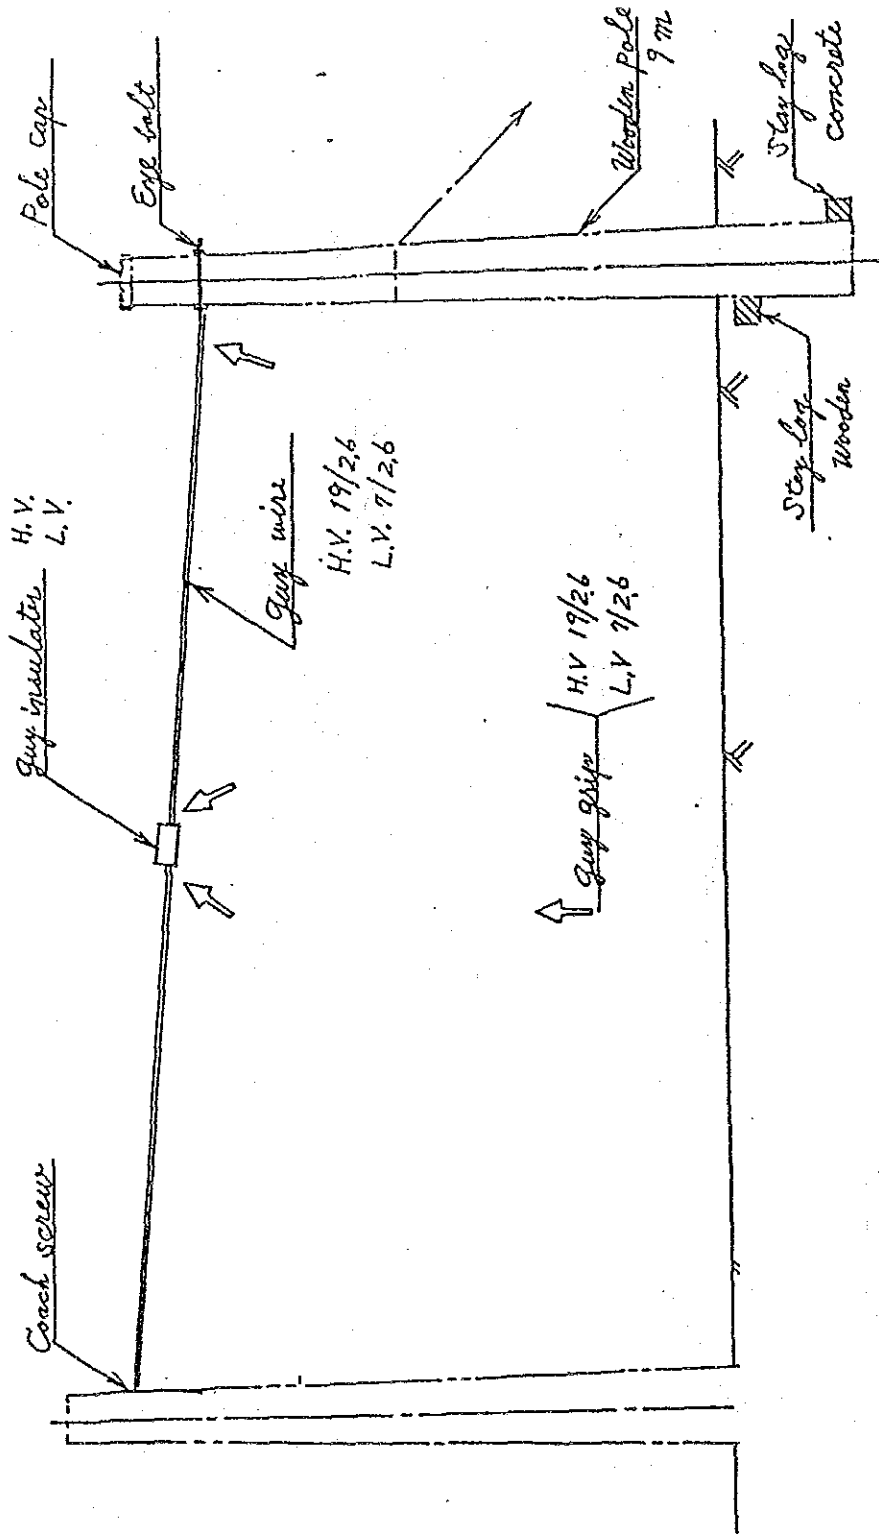 Pole cap
Eye bolt
Guy insulater H.V.
L.V.
Coach screw
Guy wire
H.V. 19/2.6
L.V. 7/2.6
Guy grip
H.V 19/2.6
L.V 7/2.6
Wooden Pole
9 m
Stay log
concrete
Stay log
Wooden